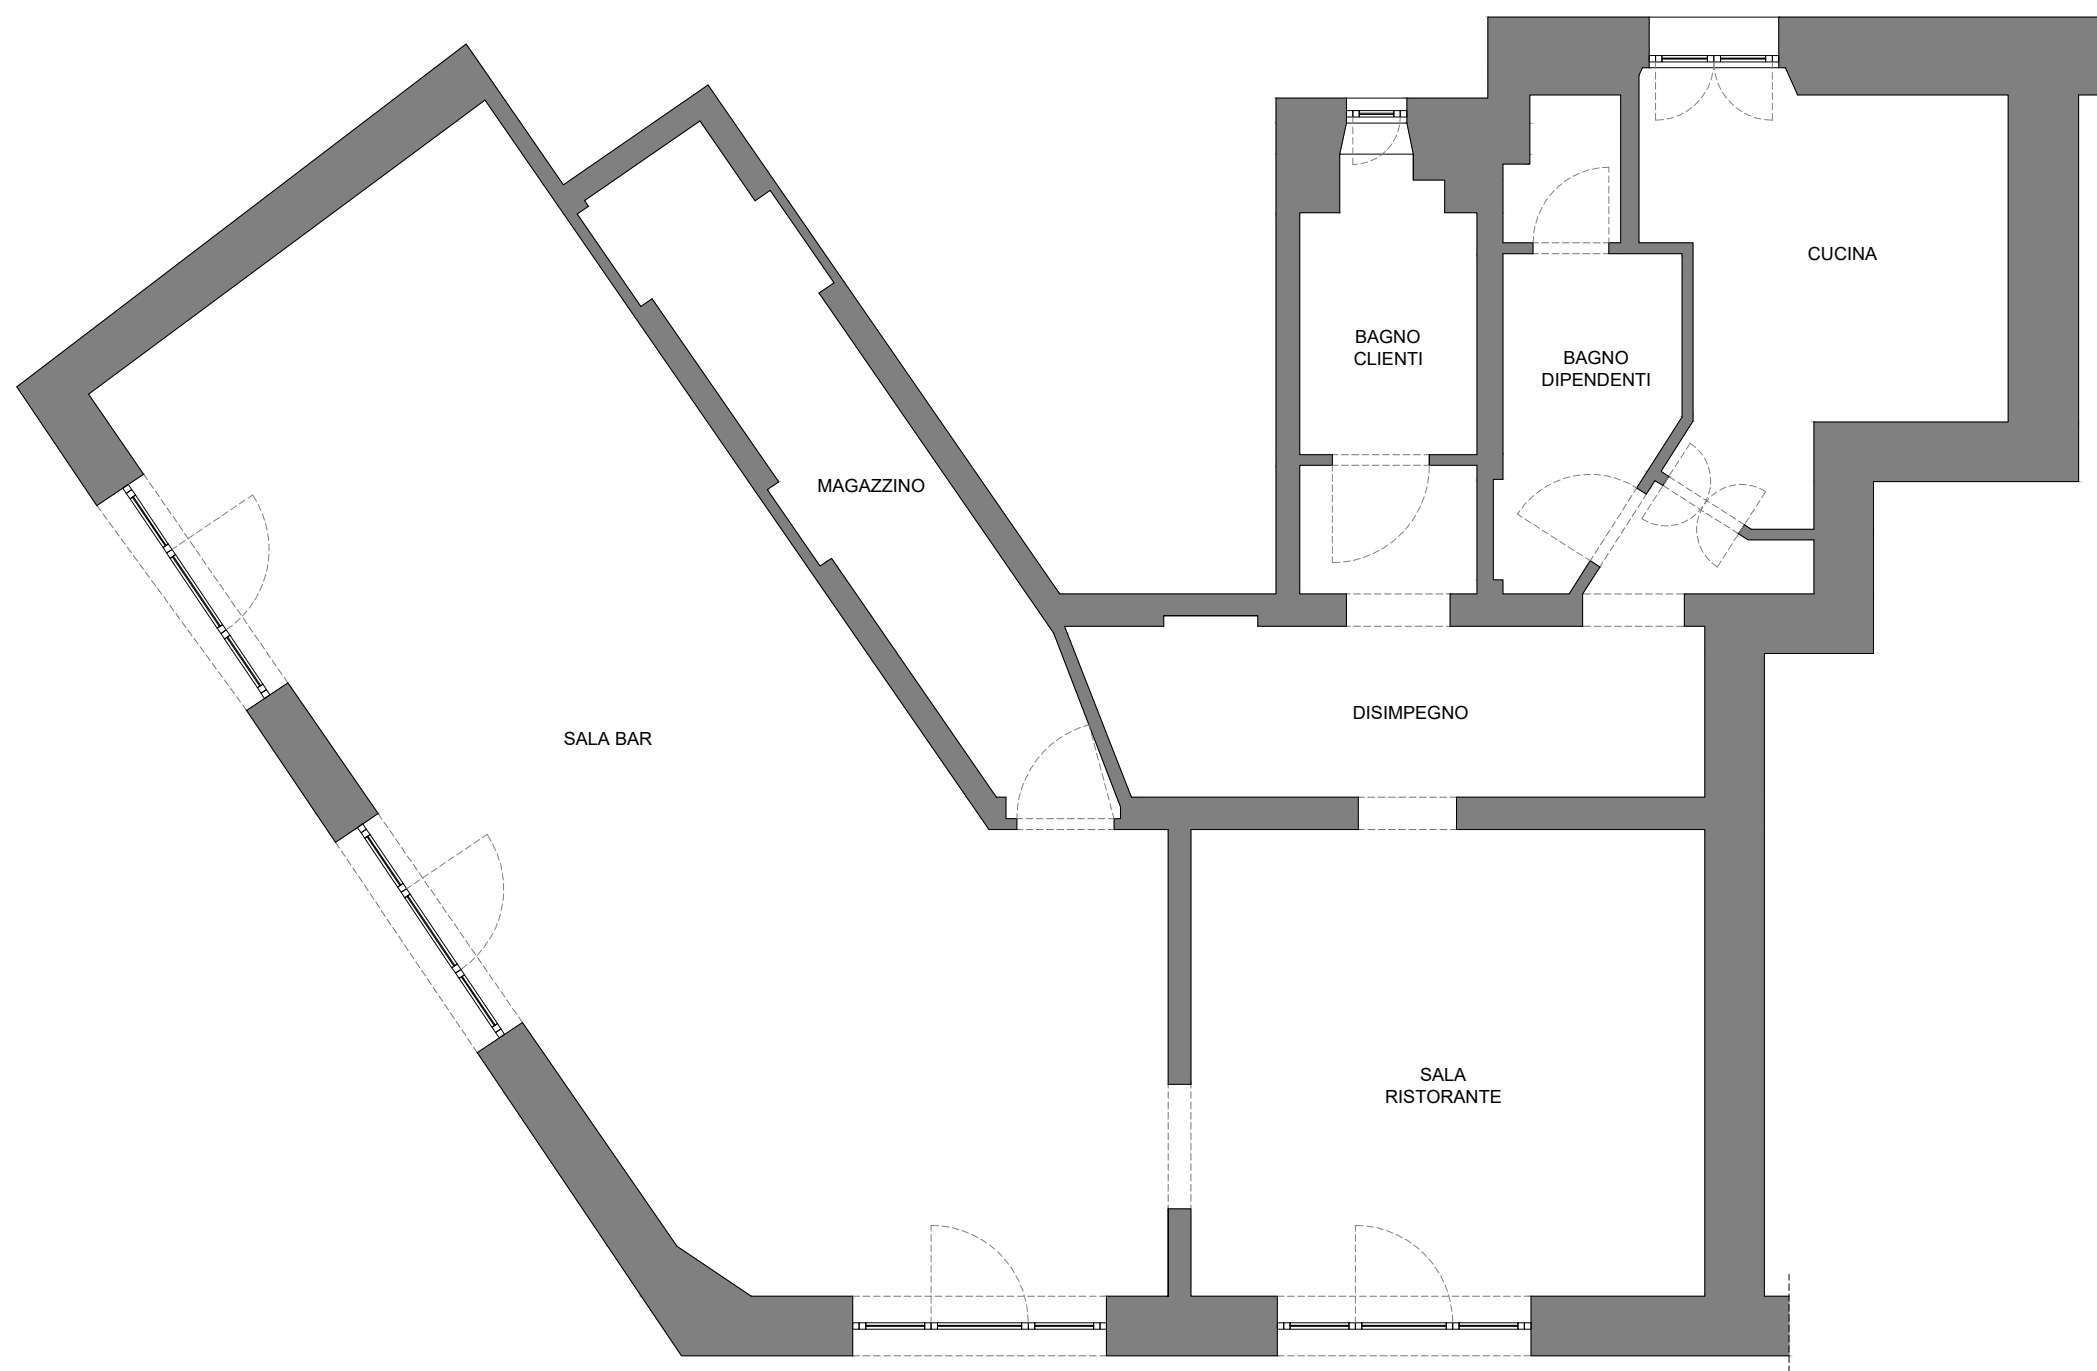 CUCINA
BAGNO
CLIENTI
BAGNO
DIPENDENTI
MAGAZZINO
DISIMPEGNO
SALA BAR
SALA
RISTORANTE